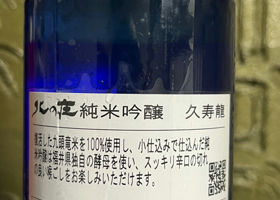 北の庄 純米吟醸 久寿龍
復活した九頭竜米を100%使用し、小仕込みで仕込んだ純
米吟醸は福井県独自の酵母を使い、スッキリ辛口の切れ
の良い喉ごしをお楽しみいただけます。